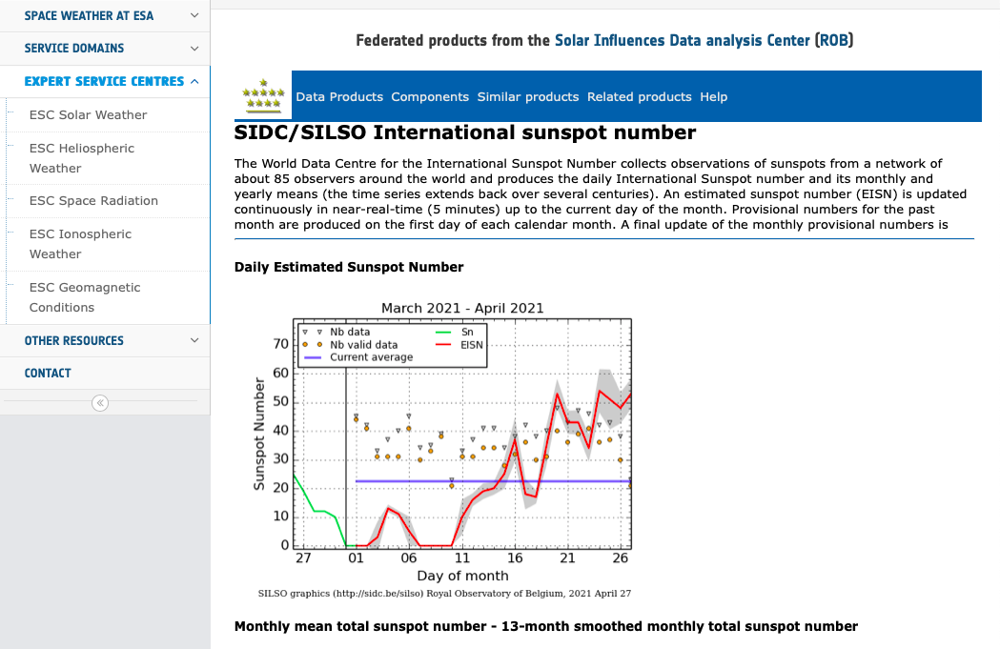 SPACE WEATHER AT ESA
SERVICE DOMAINS
EXPERT SERVICE CENTRES
ESC Solar Weather
ESC Heliospheric
Weather
ESC Space Radiation
ESC Ionospheric
Weather
ESC Geomagnetic
Conditions
OTHER RESOURCES
CONTACT
Federated products from the Solar Influences Data analysis Center (ROB)
Data Products Components Similar products Related products Help
SIDC/SILSO International sunspot number
The World Data Centre for the International Sunspot Number collects observations of sunspots from a network of
about 85 observers around the world and produces the daily International Sunspot number and its monthly and
yearly means (the time series extends back over several centuries). An estimated sunspot number (EISN) is updated
continuously in near-real-time (5 minutes) up to the current day of the month. Provisional numbers for the past
month are produced on the first day of each calendar month. A final update of the monthly provisional numbers is
Daily Estimated Sunspot Number
March 2021 - April 2021
Nb data
Nb valid data
Current average
Sn
EISN
Sunspot Number
70
60
50
40
30
20
10
0
27 01 06 11 16 21 26
Day of month
SILSO graphics (http://sidc.be/silso) Royal Observatory of Belgium, 2021 April 27
Monthly mean total sunspot number - 13-month smoothed monthly total sunspot number